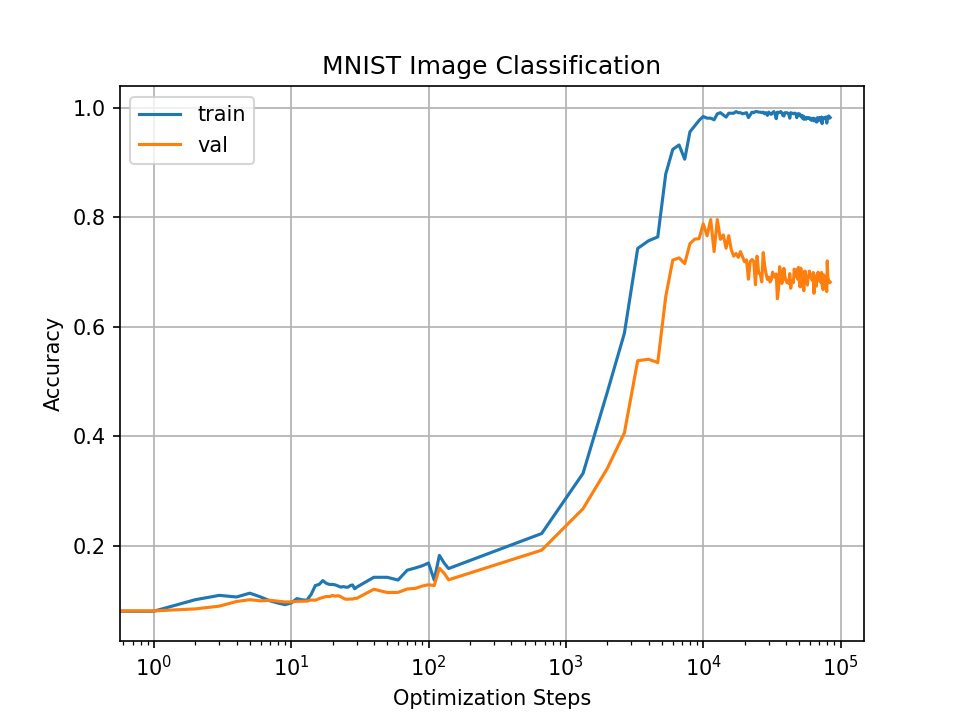 MNIST Image Classification
train
val
1.0
0.8
0.6
0.4
0.2
Accuracy
10⁰ 10¹ 10² 10³ 10⁴ 10⁵
Optimization Steps